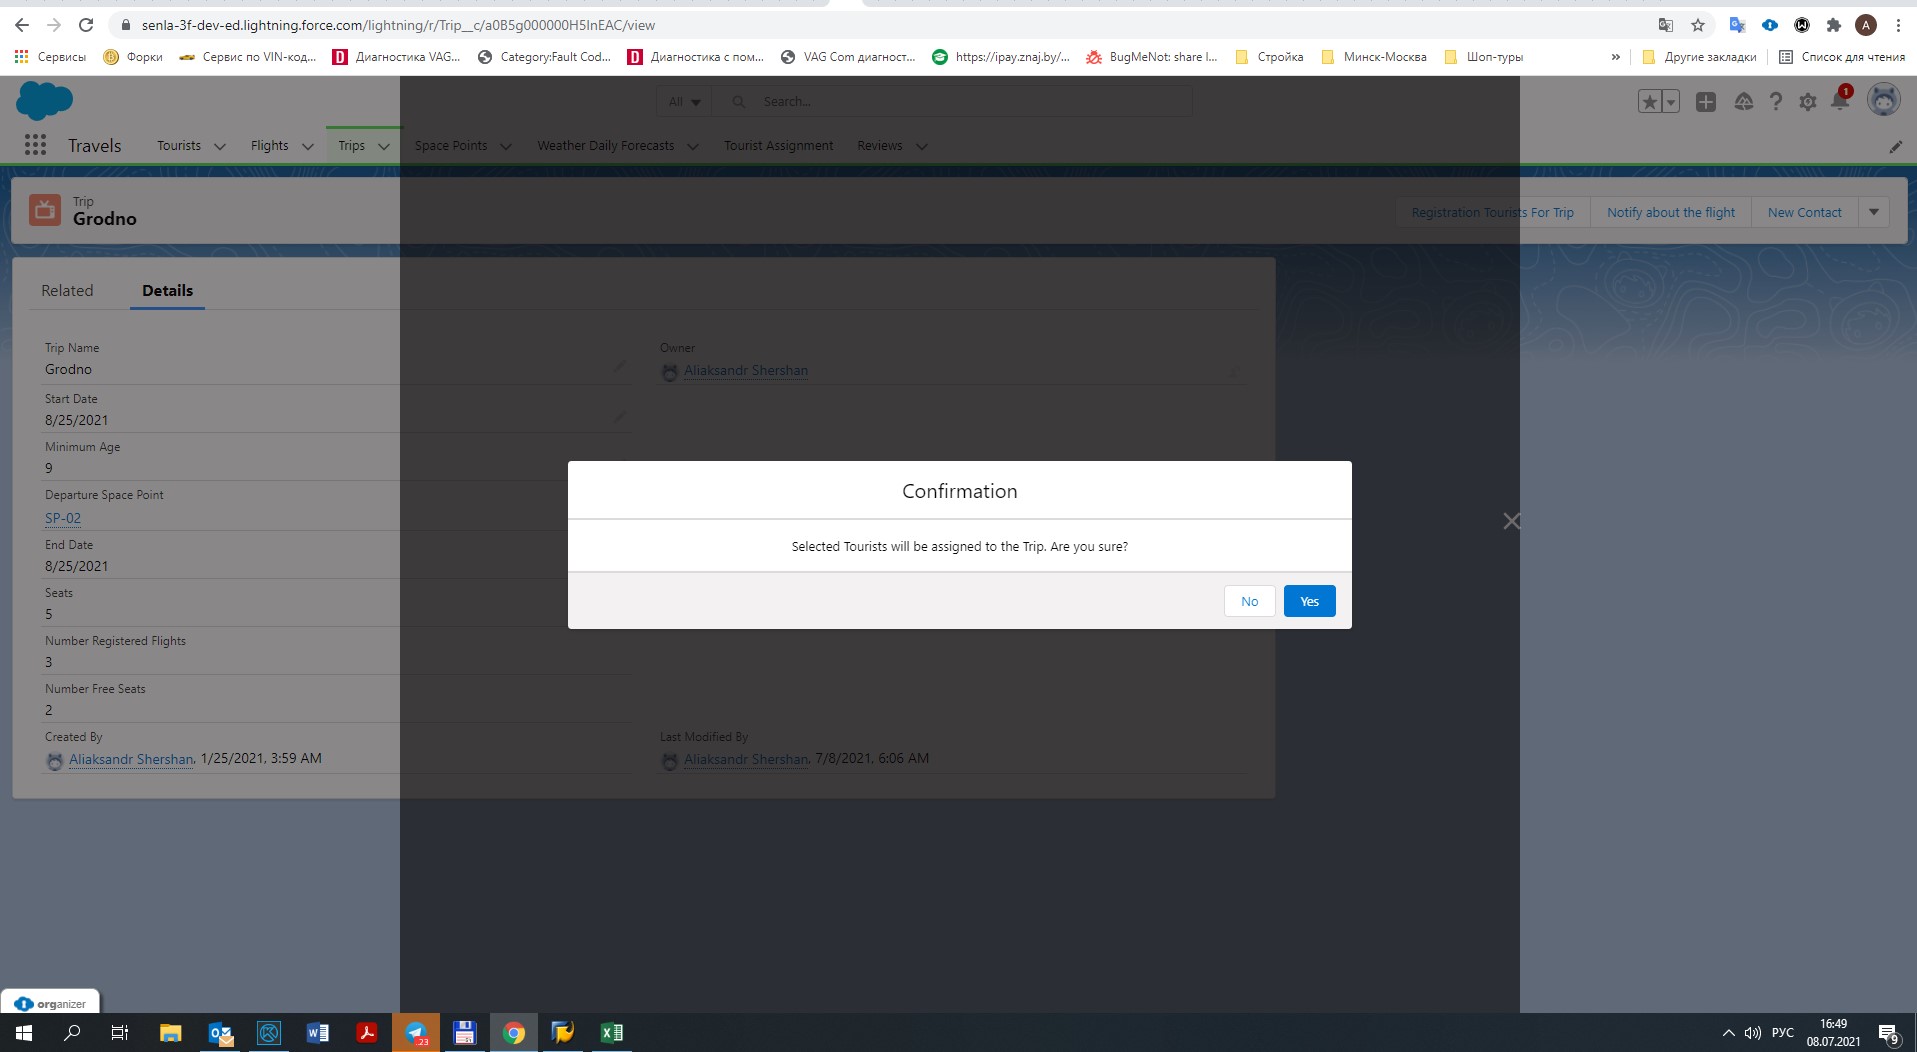 senla-3f-dev-ed.lightning.force.com/lightning/r/Trip__c/a0B5g000000H5InEAC/view
A
Сервисы Форки Сервис по VIN-код... Диагностика VAG... Category:Fault Cod... Диагностика с пом... VAG Com диагност... https://ipay.znaj.by/... BugMeNot: share l... Стройка Минск-Москва Шоп-туры » Другие закладки Список для чтения
All Search... 1
Travels Tourists Flights Trips Space Points Weather Daily Forecasts Tourist Assignment Reviews
Trip
Grodno
Registration Tourists For Trip Notify about the flight New Contact
Related Details
Trip Name
Grodno
Owner
Aliaksandr Shershan
Start Date
8/25/2021
Minimum Age
9
Departure Space Point
SP-02
End Date
8/25/2021
Seats
5
Number Registered Flights
3
Number Free Seats
2
Created By
Aliaksandr Shershan, 1/25/2021, 3:59 AM
Last Modified By
Aliaksandr Shershan, 7/8/2021, 6:06 AM
Confirmation
Selected Tourists will be assigned to the Trip. Are you sure?
No Yes
organizer
23
РУС
16:49
08.07.2021
9